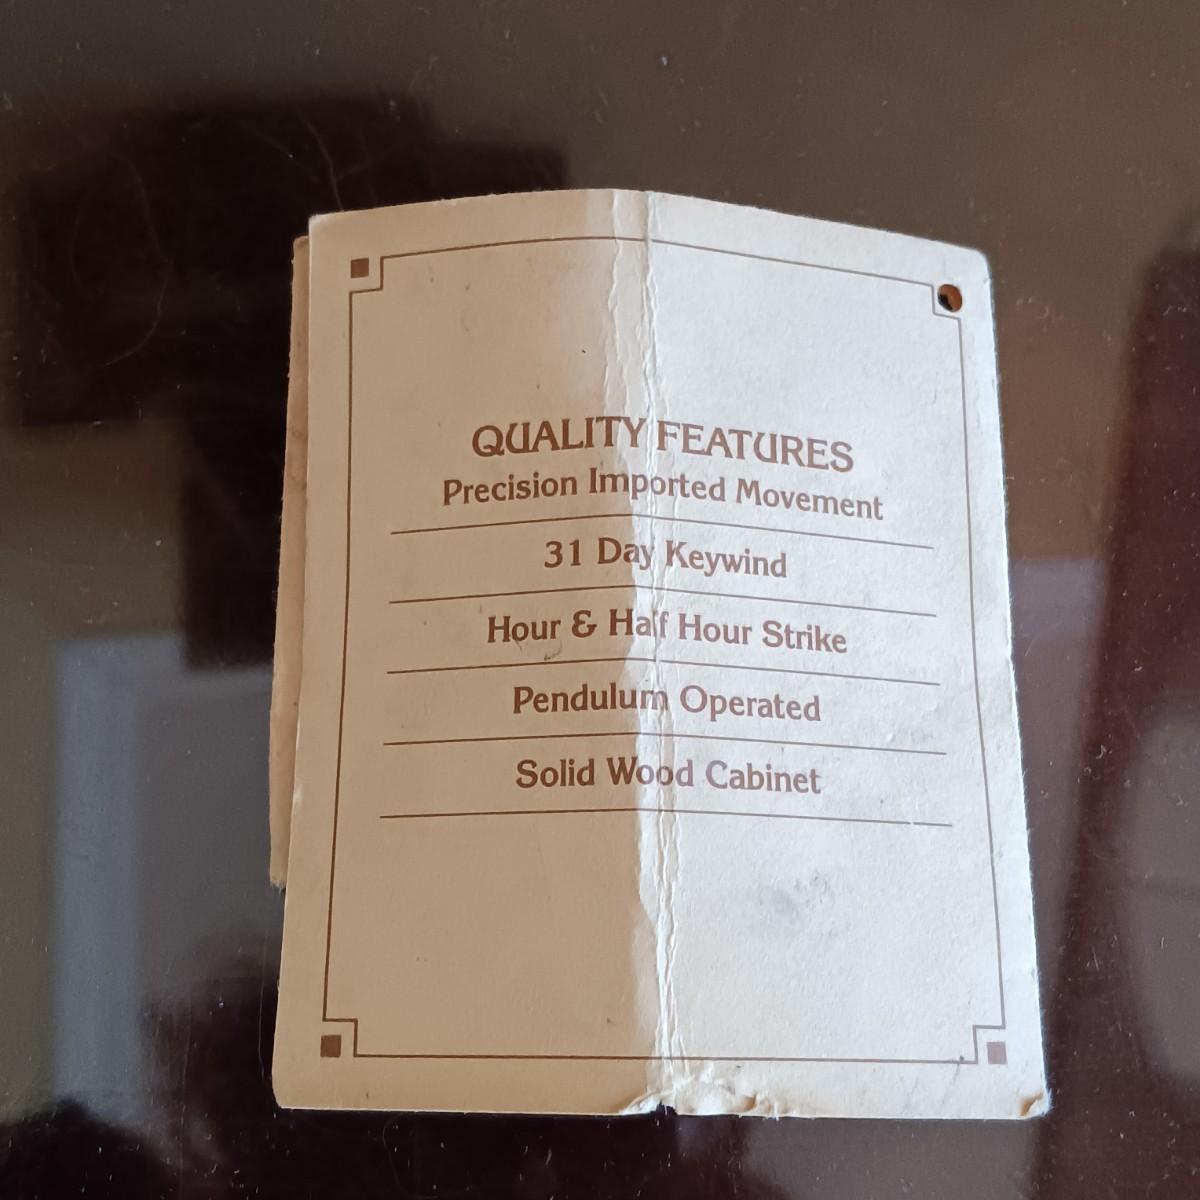 QUALITY FEATURES
Precision Imported Movement
31 Day Keywind
Hour & Half Hour Strike
Pendulum Operated
Solid Wood Cabinet